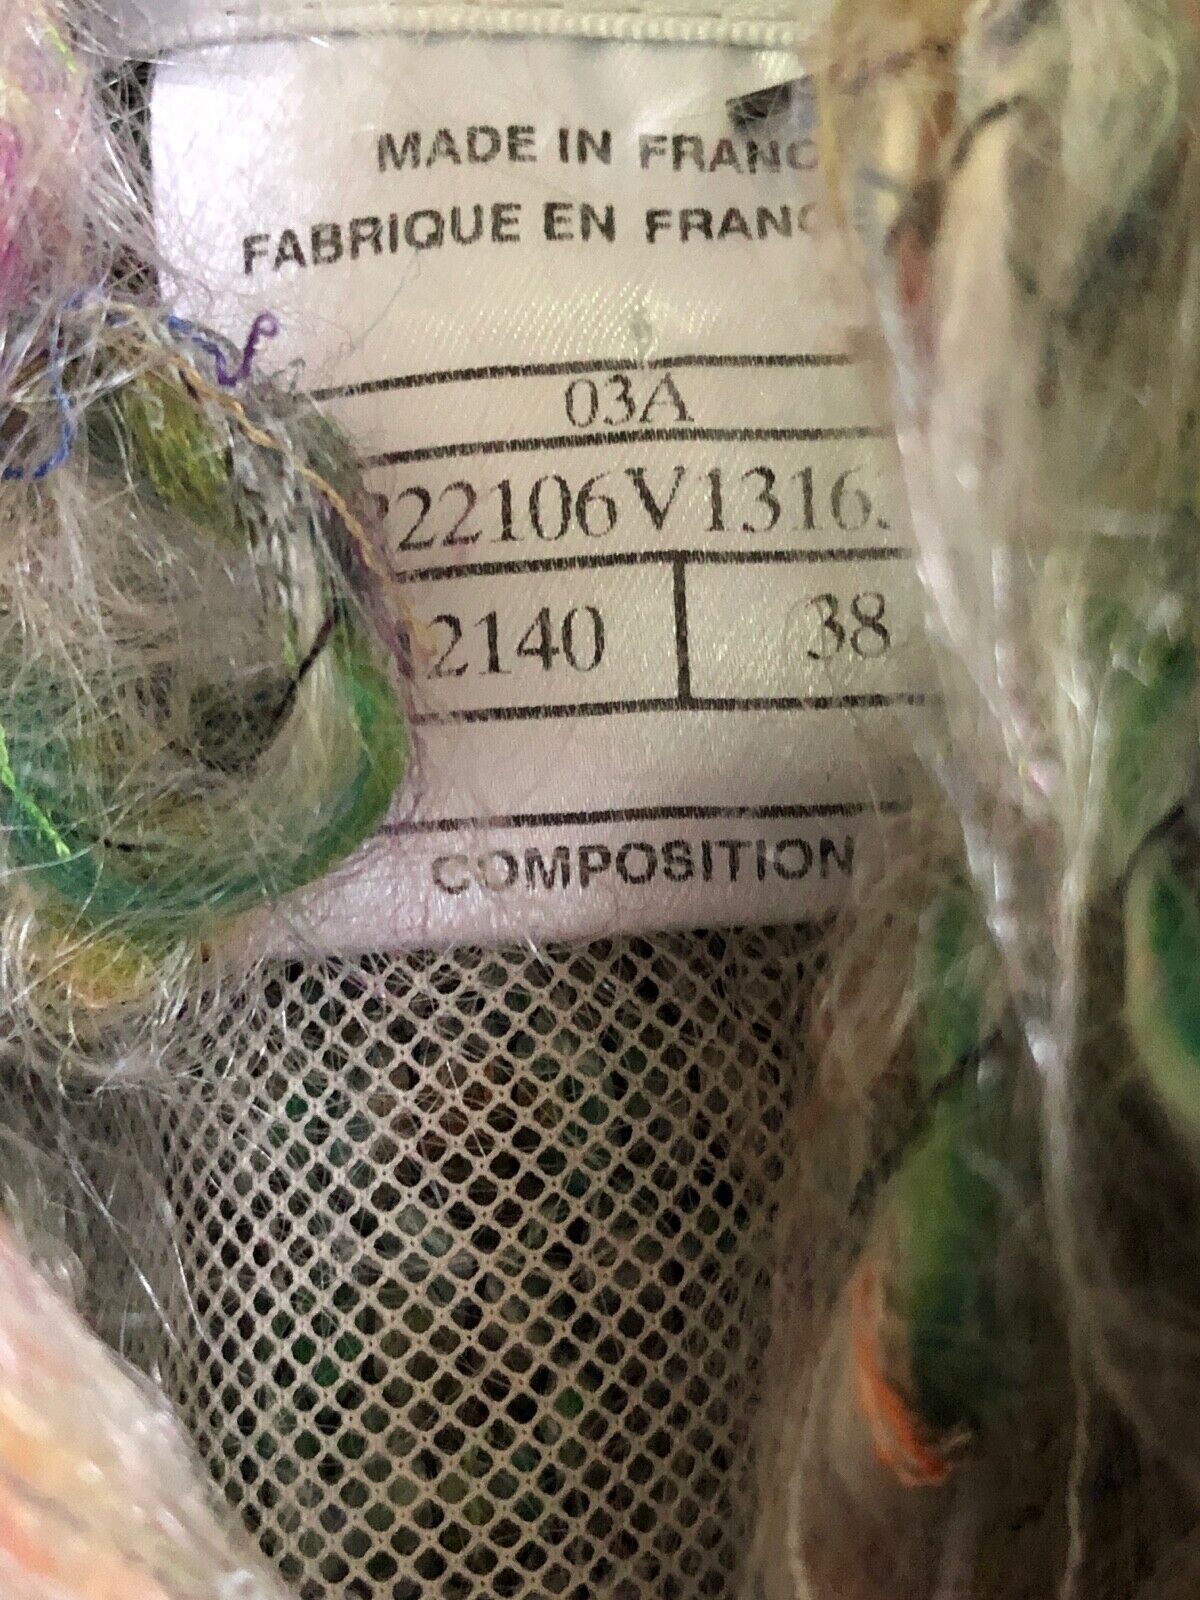 MADE IN FRANC
FABRIQUE EN FRANC
03A
22106V1316
2140 38
COMPOSITION